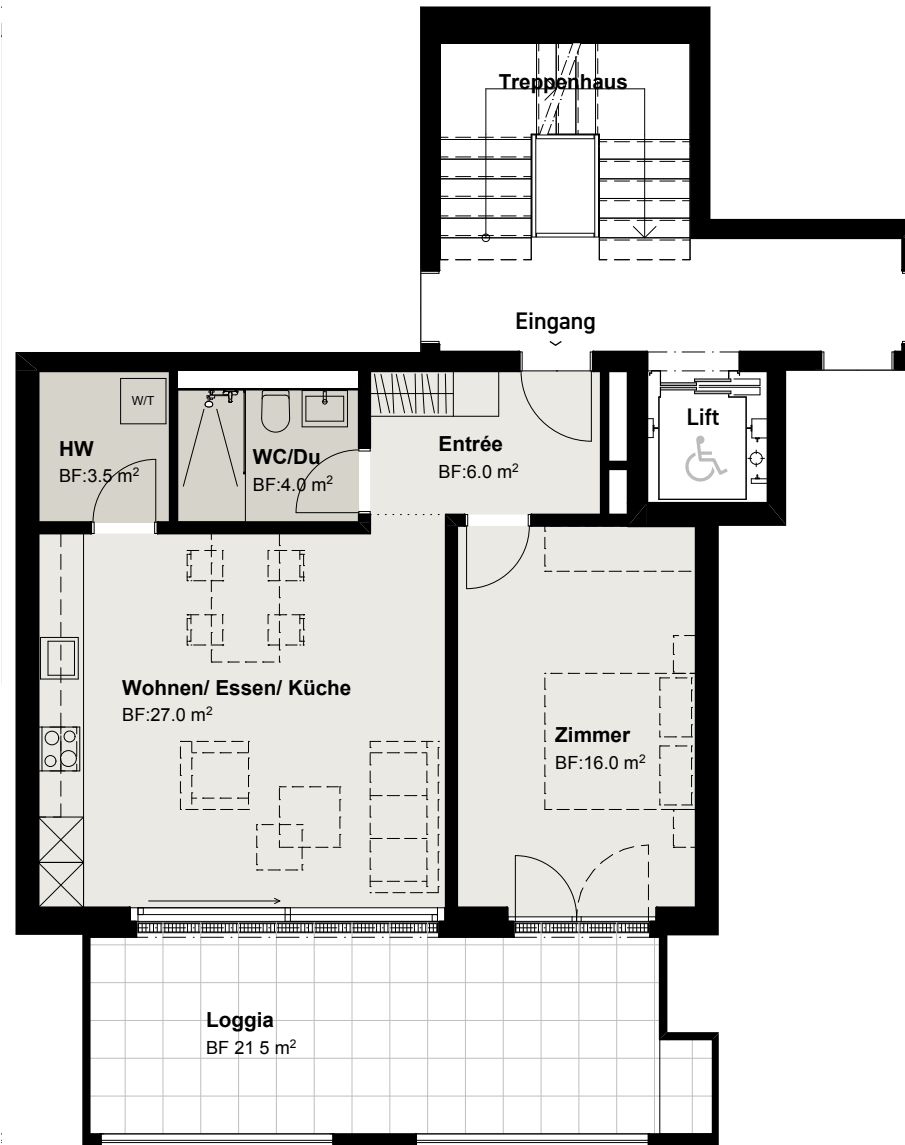 Treppenhaus
Eingang
W/T
HW
BF:3.5 m²
WC/Du
BF:4.0 m²
Entrée
BF:6.0 m²
Lift
Wohnen/ Essen/ Küche
BF:27.0 m²
Zimmer
BF:16.0 m²
Loggia
BF 21 5 m²